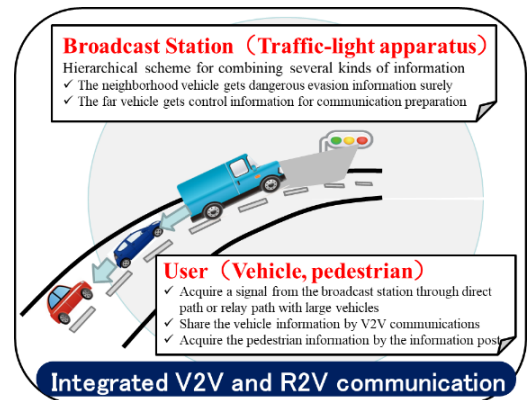 Broadcast Station（Traffic-light apparatus）
Hierarchical scheme for combining several kinds of information
✓ The neighborhood vehicle gets dangerous evasion information surely
✓ The far vehicle gets control information for communication preparation
User（Vehicle, pedestrian）
✓ Acquire a signal from the broadcast station through direct
path or relay path with large vehicles
✓ Share the vehicle information by V2V communications
✓ Acquire the pedestrian information by the information post
Integrated V2V and R2V communication